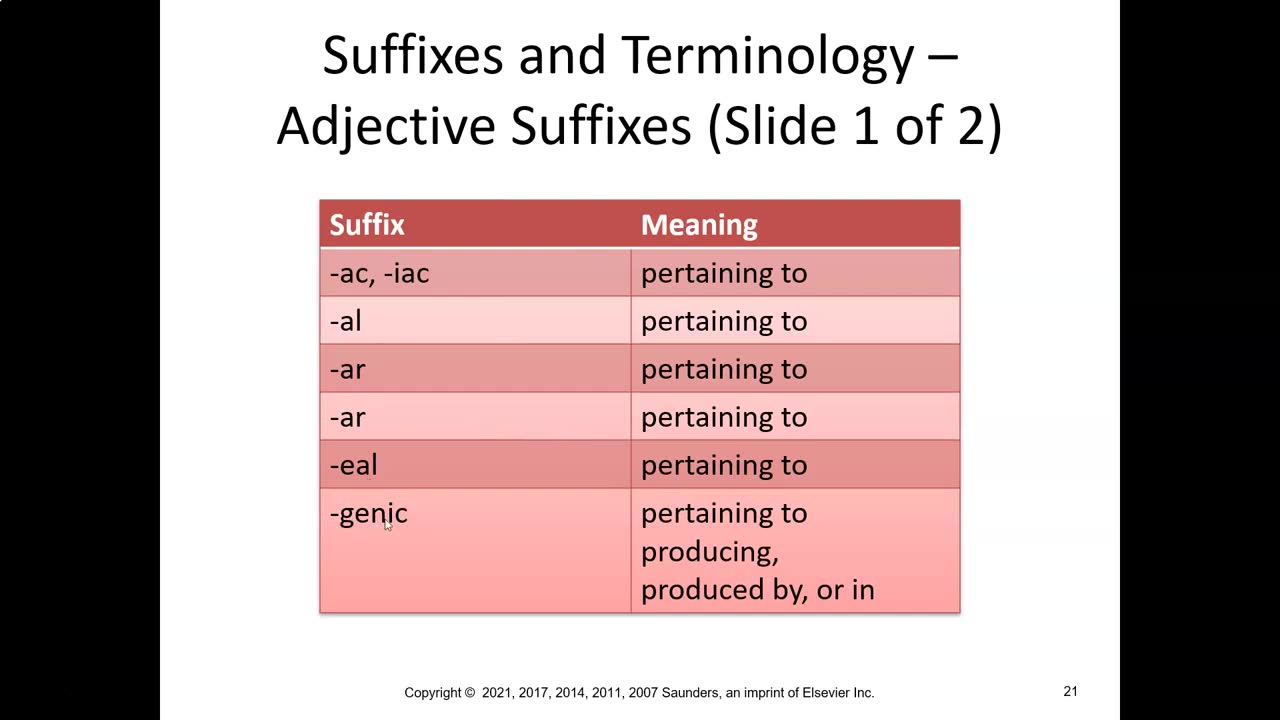 Suffixes and Terminology –
Adjective Suffixes (Slide 1 of 2)
Suffix Meaning
-ac, -iac pertaining to
-al pertaining to
-ar pertaining to
-ar pertaining to
-eal pertaining to
-genic pertaining to
producing,
produced by, or in
Copyright © 2021, 2017, 2014, 2011, 2007 Saunders, an imprint of Elsevier Inc.
21